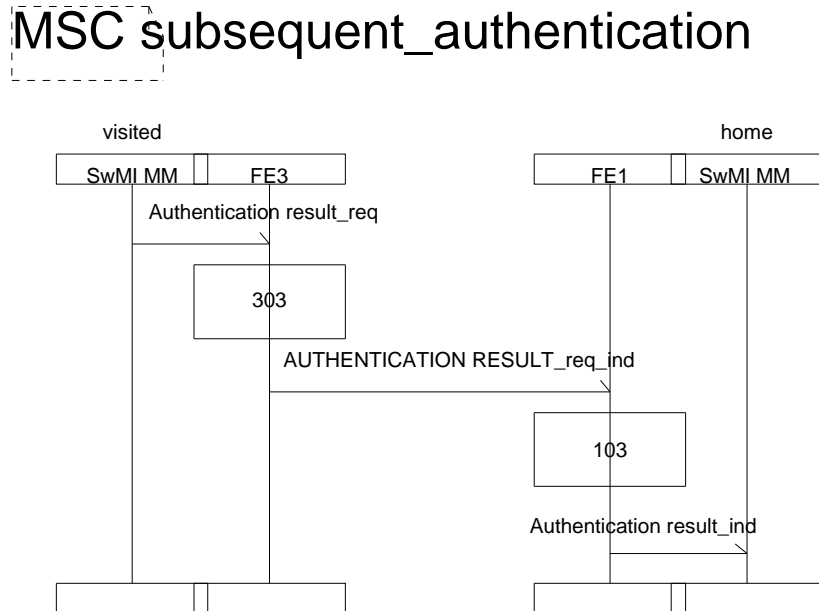 MSC subsequent_authentication
visited home
SwMI MM FE3 FE1 SwMI MM
Authentication result_req
303
AUTHENTICATION RESULT_req_ind
103
Authentication result_ind